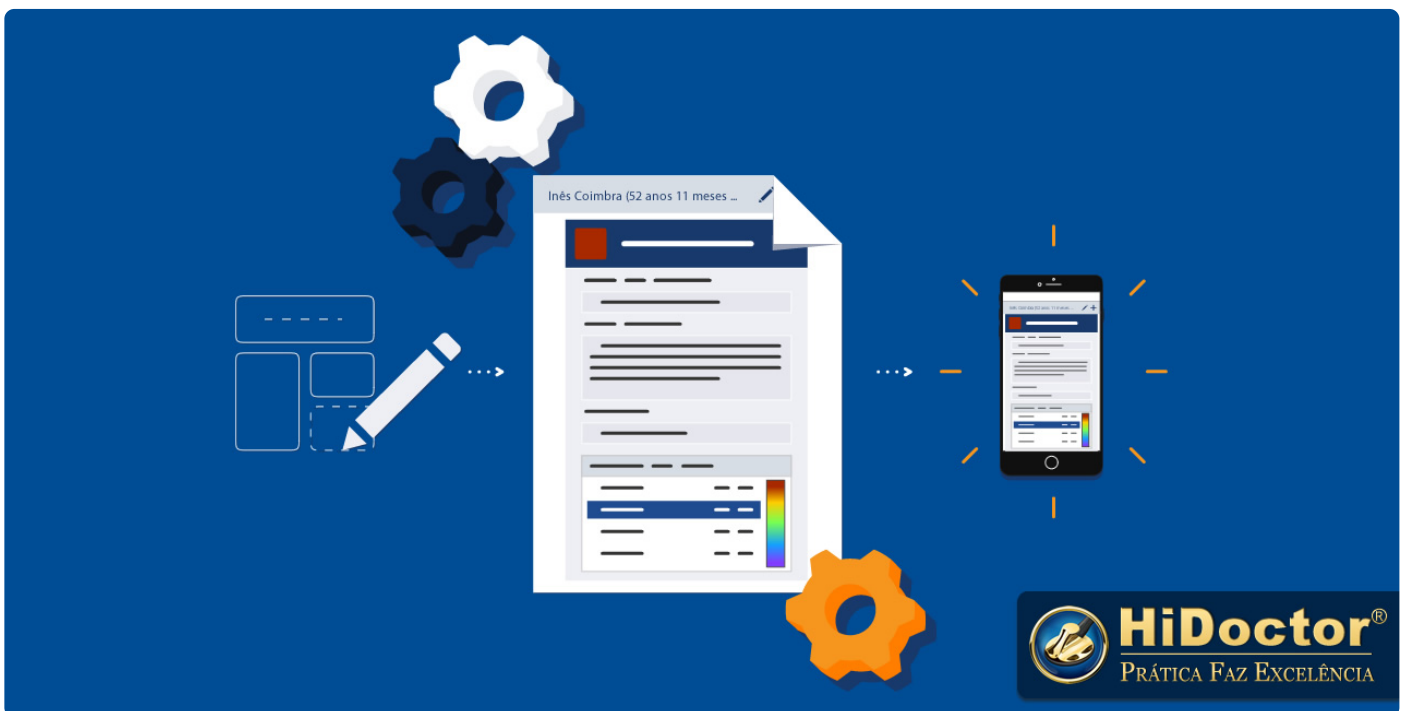 Inês Coimbra (52 anos 11 meses ...
HiDoctor®
PRÁTICA FAZ EXCELÊNCIA